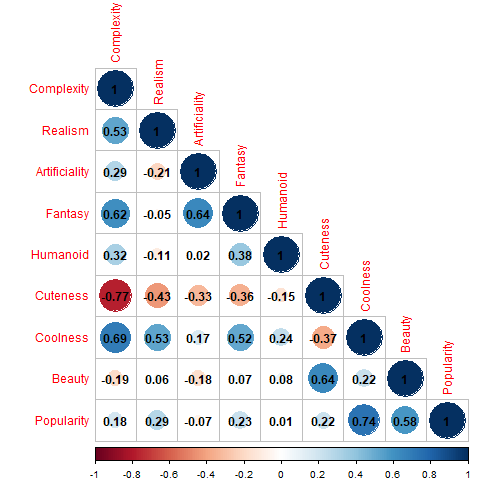 Complexity
Realism
Artificiality
Fantasy
Humanoid
Cuteness
Coolness
Beauty
Popularity
Complexity 1
Realism 0.53 1
Artificiality 0.29 -0.21 1
Fantasy 0.62 -0.05 0.64 1
Humanoid 0.32 -0.11 0.02 0.38 1
Cuteness -0.77 -0.43 -0.33 -0.36 -0.15 1
Coolness 0.69 0.53 0.17 0.52 0.24 -0.37 1
Beauty -0.19 0.06 -0.18 0.07 0.08 0.64 0.22 1
Popularity 0.18 0.29 -0.07 0.23 0.01 0.22 0.74 0.58 1
-1 -0.8 -0.6 -0.4 -0.2 0 0.2 0.4 0.6 0.8 1